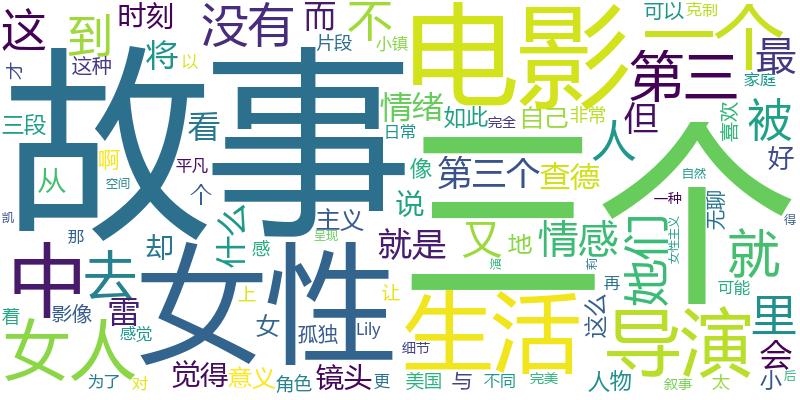 这
到
时刻
没有
而
不
电影
一个
可以
克制
最
才
这种
以
将
片段
小镇
第三
家庭
故事
三段
看
情绪
如此
自己
非常
但
喜欢
被
日常
完全
啊
从
平凡
空间
个
像
第三个
查德
人
好
三个
自然
凯
那
却
什么
感
主义
呈现
说
就是
又
地
情感
她们
女性主义
一种
无聊
就
得
中
去
女性
演
莉
再
可能
着
影像
雷
感觉
上
女
孤独
Lily
让
生活
这么
导演
里
女人
细节
会
为了
对
觉得
意义
角色
镜头
更
美国
与
不同
完美
人物
叙事
太
小
后